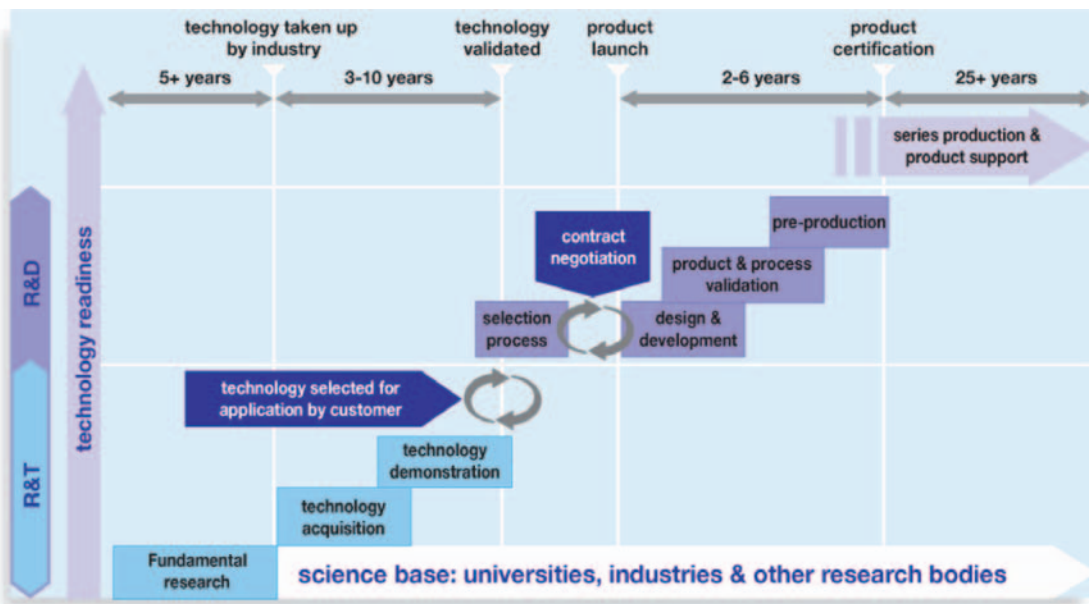 technology taken up
by industry
technology
validated
product
launch
product
certification
5+ years
3-10 years
2-6 years
25+ years
series production &
product support
pre-production
contract
negotiation
product & process
validation
selection
process
design &
development
technology selected for
application by customer
technology
demonstration
technology
acquisition
Fundamental
research
science base: universities, industries & other research bodies
technology readiness
R&D
R&T